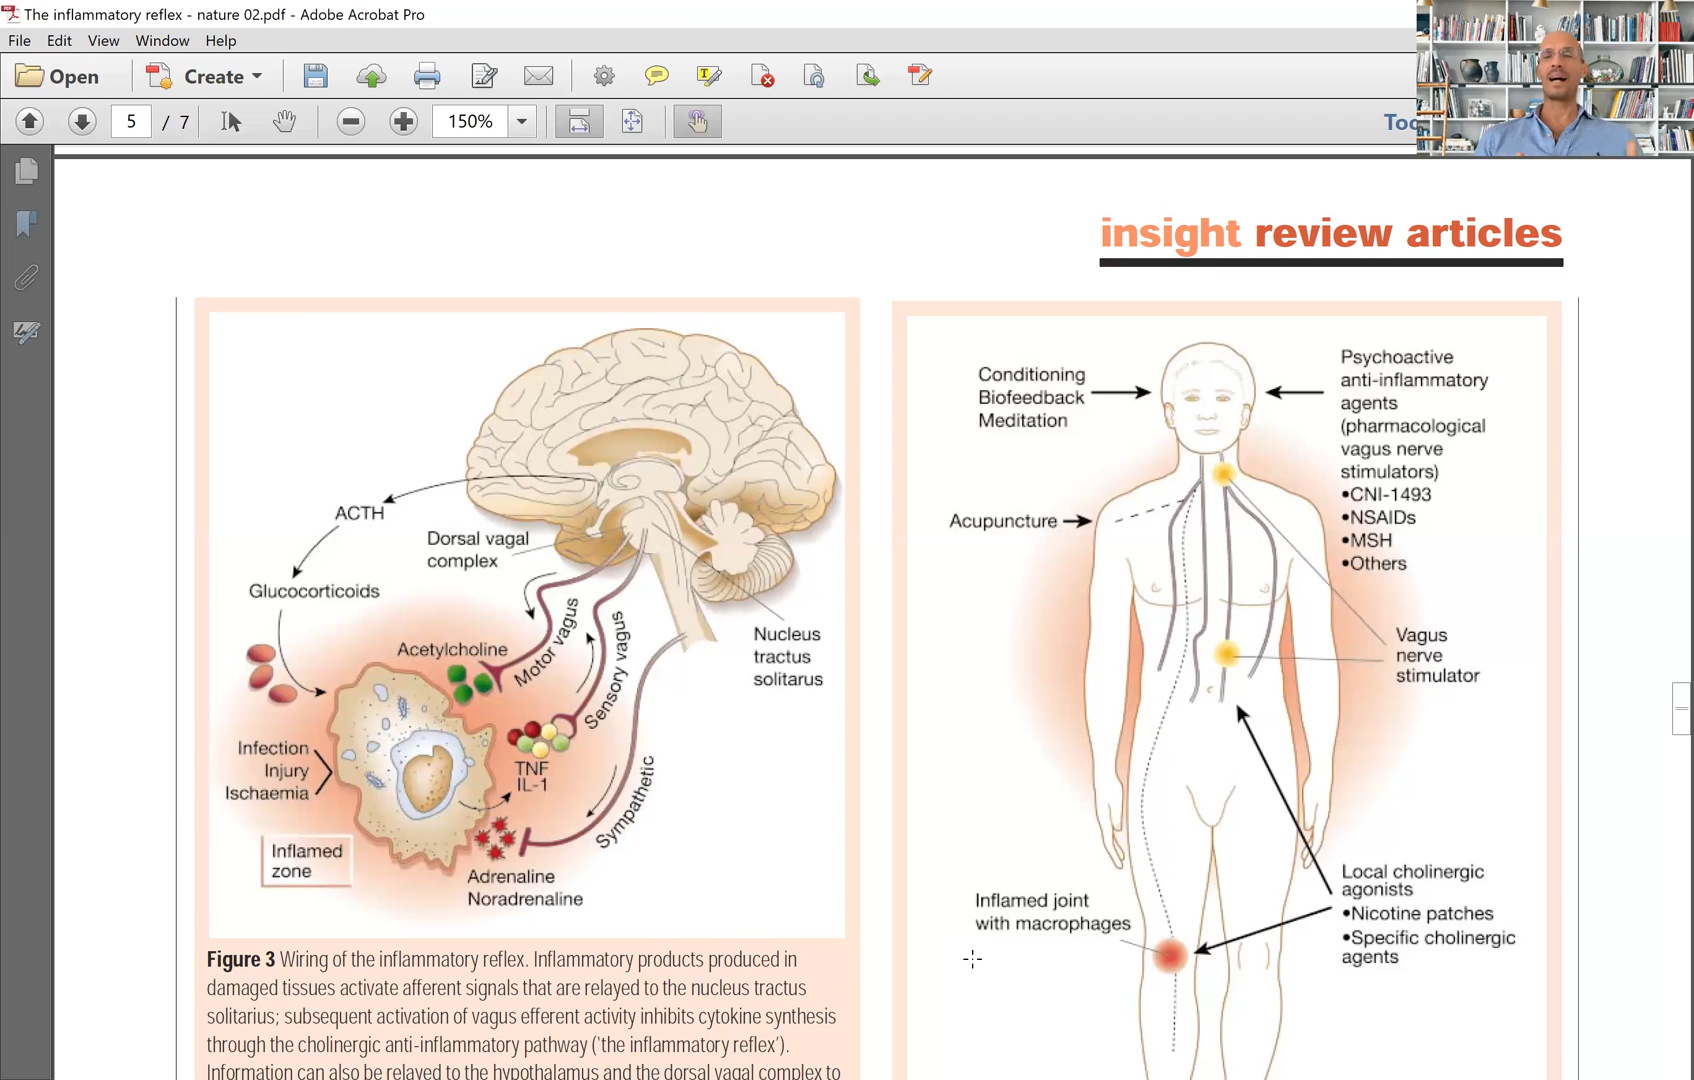 The inflammatory reflex - nature 02.pdf - Adobe Acrobat Pro
File Edit View Window Help
Open Create
5 / 7 150%
insight review articles
ACTH
Dorsal vagal
complex
Glucocorticoids
Acetylcholine
Motor vagus
Sensory vagus
Nucleus
tractus
solitarus
Infection
Injury
Ischaemia
TNF
IL-1
Sympathetic
Inflamed
zone
Adrenaline
Noradrenaline
Figure 3 Wiring of the inflammatory reflex. Inflammatory products produced in
damaged tissues activate afferent signals that are relayed to the nucleus tractus
solitarius; subsequent activation of vagus efferent activity inhibits cytokine synthesis
through the cholinergic anti-inflammatory pathway (‘the inflammatory reflex’).
Information can also be relayed to the hypothalamus and the dorsal vagal complex to
Conditioning
Biofeedback
Meditation
Psychoactive
anti-inflammatory
agents
(pharmacological
vagus nerve
stimulators)
•CNI-1493
•NSAIDs
•MSH
•Others
Acupuncture
Vagus
nerve
stimulator
Local cholinergic
agonists
•Nicotine patches
•Specific cholinergic
agents
Inflamed joint
with macrophages